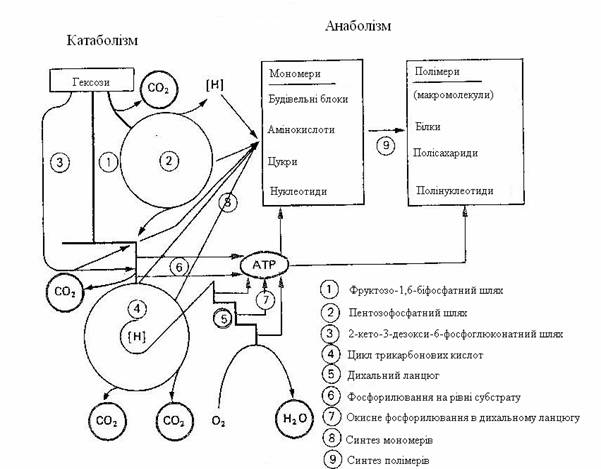 Катаболізм
Анаболізм
Гексози
CO₂
[H]
Мономери
Будівельні блоки
Амінокислоти
Цукри
Нуклеотиди
Полімери
(макромолекули)
Білки
Полісахариди
Полінуклеотиди
3
1
2
9
8
6
ATP
CO₂
4
[H]
7
5
CO₂
CO₂
O₂
H₂O
1 Фруктозо-1,6-біфосфатний шлях
2 Пентозофосфатний шлях
3 2-кето-3-дезокси-6-фосфоглюконатний шлях
4 Цикл трикарбонових кислот
5 Дихальний ланцюг
6 Фосфорилювання на рівні субстрату
7 Окисне фосфорилювання в дихальному ланцюгу
8 Синтез мономерів
9 Синтез полімерів